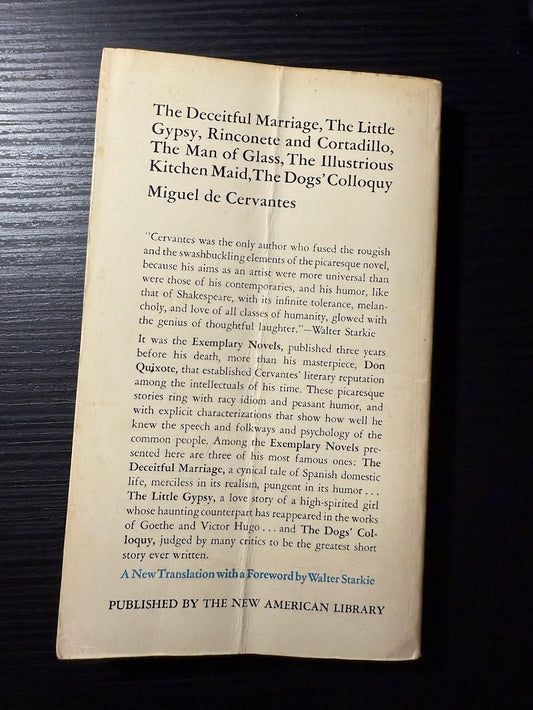 The Deceitful Marriage, The Little
Gypsy, Rinconete and Cortadillo,
The Man of Glass, The Illustrious
Kitchen Maid, The Dogs' Colloquy
Miguel de Cervantes
"Cervantes was the only author who fused the roguish
and the swashbuckling elements of the picaresque novel,
because his aims as an artist were more universal than
were those of his contemporaries, and his humor, like
that of Shakespeare, with its infinite tolerance, melan-
choly, and love of all classes of humanity, glowed with
the genius of thoughtful laughter."—Walter Starkie
It was the Exemplary Novels, published three years
before his death, more than his masterpiece, Don
Quixote, that established Cervantes' literary reputation
among the intellectuals of his time. These picaresque
stories ring with racy idiom and peasant humor, and
with explicit characterizations that show how well he
knew the speech and folkways and psychology of the
common people. Among the Exemplary Novels pre-
sented here are three of his most famous ones: The
Deceitful Marriage, a cynical tale of Spanish domestic
life, merciless in its realism, pungent in its humor...
The Little Gypsy, a love story of a high-spirited girl
whose haunting counterpart has reappeared in the works
of Goethe and Victor Hugo... and The Dogs' Col-
loquy, judged by many critics to be the greatest short
story ever written.
A New Translation with a Foreword by Walter Starkie
PUBLISHED BY THE NEW AMERICAN LIBRARY